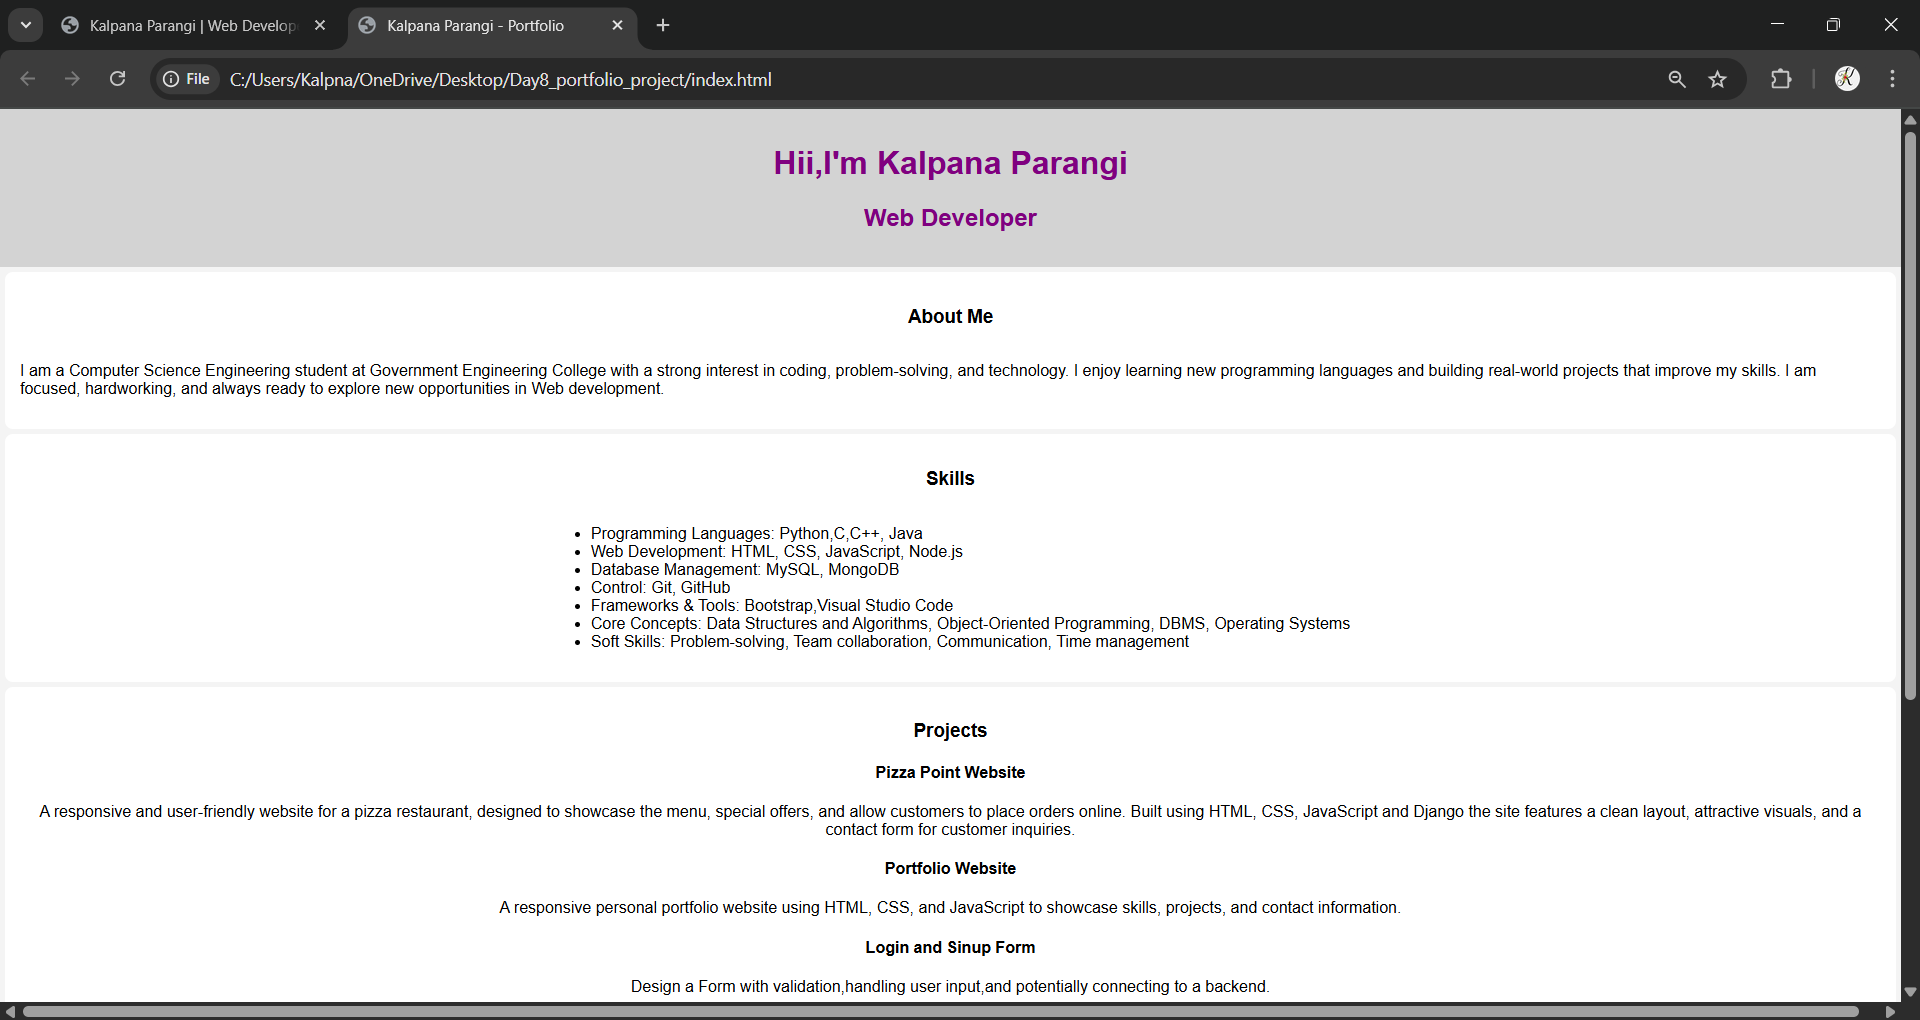 Kalpana Parangi | Web Develop
Kalpana Parangi - Portfolio
File
C:/Users/Kalpna/OneDrive/Desktop/Day8_portfolio_project/index.html
Hii,I'm Kalpana Parangi
Web Developer
About Me
I am a Computer Science Engineering student at Government Engineering College with a strong interest in coding, problem-solving, and technology. I enjoy learning new programming languages and building real-world projects that improve my skills. I am
focused, hardworking, and always ready to explore new opportunities in Web development.
Skills
• Programming Languages: Python,C,C++, Java
• Web Development: HTML, CSS, JavaScript, Node.js
• Database Management: MySQL, MongoDB
• Control: Git, GitHub
• Frameworks & Tools: Bootstrap,Visual Studio Code
• Core Concepts: Data Structures and Algorithms, Object-Oriented Programming, DBMS, Operating Systems
• Soft Skills: Problem-solving, Team collaboration, Communication, Time management
Projects
Pizza Point Website
A responsive and user-friendly website for a pizza restaurant, designed to showcase the menu, special offers, and allow customers to place orders online. Built using HTML, CSS, JavaScript and Django the site features a clean layout, attractive visuals, and a
contact form for customer inquiries.
Portfolio Website
A responsive personal portfolio website using HTML, CSS, and JavaScript to showcase skills, projects, and contact information.
Login and Sinup Form
Design a Form with validation,handling user input,and potentially connecting to a backend.